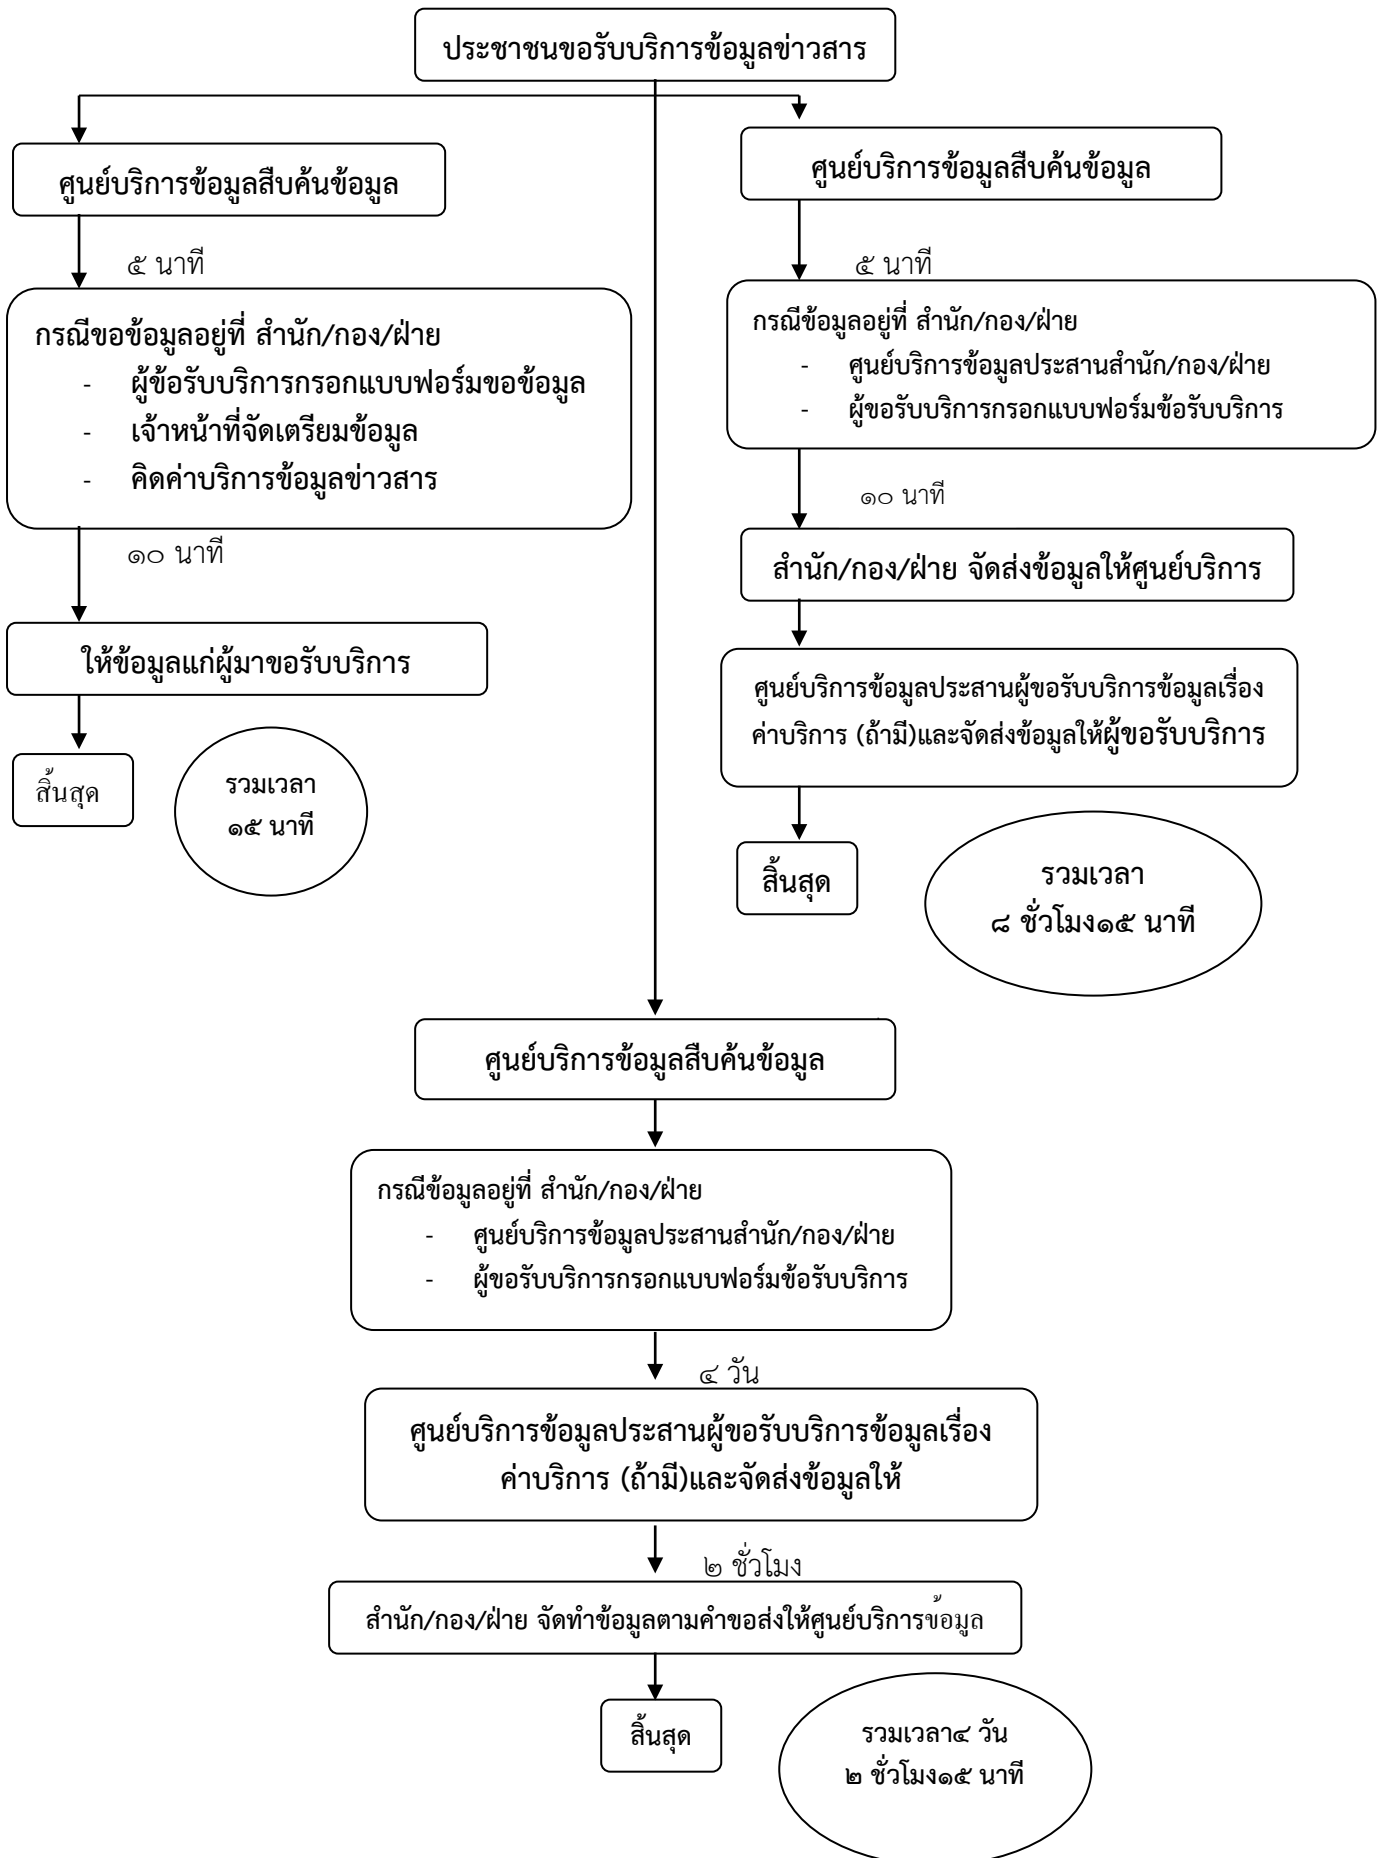 ประชาชนขอรับบริการข้อมูลข่าวสาร
ศูนย์บริการข้อมูลสืบค้นข้อมูล
๕ นาที
กรณีขอข้อมูลอยู่ที่ สำนัก/กอง/ฝ่าย
- ผู้ข้อรับบริการกรอกแบบฟอร์มขอข้อมูล
- เจ้าหน้าที่จัดเตรียมข้อมูล
- คิดค่าบริการข้อมูลข่าวสาร
๑๐ นาที
ให้ข้อมูลแก่ผู้มาขอรับบริการ
สิ้นสุด
รวมเวลา
๑๕ นาที
ศูนย์บริการข้อมูลสืบค้นข้อมูล
๕ นาที
กรณีข้อมูลอยู่ที่ สำนัก/กอง/ฝ่าย
- ศูนย์บริการข้อมูลประสานสำนัก/กอง/ฝ่าย
- ผู้ขอรับบริการกรอกแบบฟอร์มข้อรับบริการ
๑๐ นาที
สำนัก/กอง/ฝ่าย จัดส่งข้อมูลให้ศูนย์บริการ
ศูนย์บริการข้อมูลประสานผู้ขอรับบริการข้อมูลเรื่อง
ค่าบริการ (ถ้ามี)และจัดส่งข้อมูลให้ผู้ขอรับบริการ
สิ้นสุด
รวมเวลา
๘ ชั่วโมง๑๕ นาที
ศูนย์บริการข้อมูลสืบค้นข้อมูล
กรณีข้อมูลอยู่ที่ สำนัก/กอง/ฝ่าย
- ศูนย์บริการข้อมูลประสานสำนัก/กอง/ฝ่าย
- ผู้ขอรับบริการกรอกแบบฟอร์มข้อรับบริการ
๔ วัน
ศูนย์บริการข้อมูลประสานผู้ขอรับบริการข้อมูลเรื่อง
ค่าบริการ (ถ้ามี)และจัดส่งข้อมูลให้
๒ ชั่วโมง
สำนัก/กอง/ฝ่าย จัดทำข้อมูลตามคำขอส่งให้ศูนย์บริการข้อมูล
สิ้นสุด
รวมเวลา๔ วัน
๒ ชั่วโมง๑๕ นาที